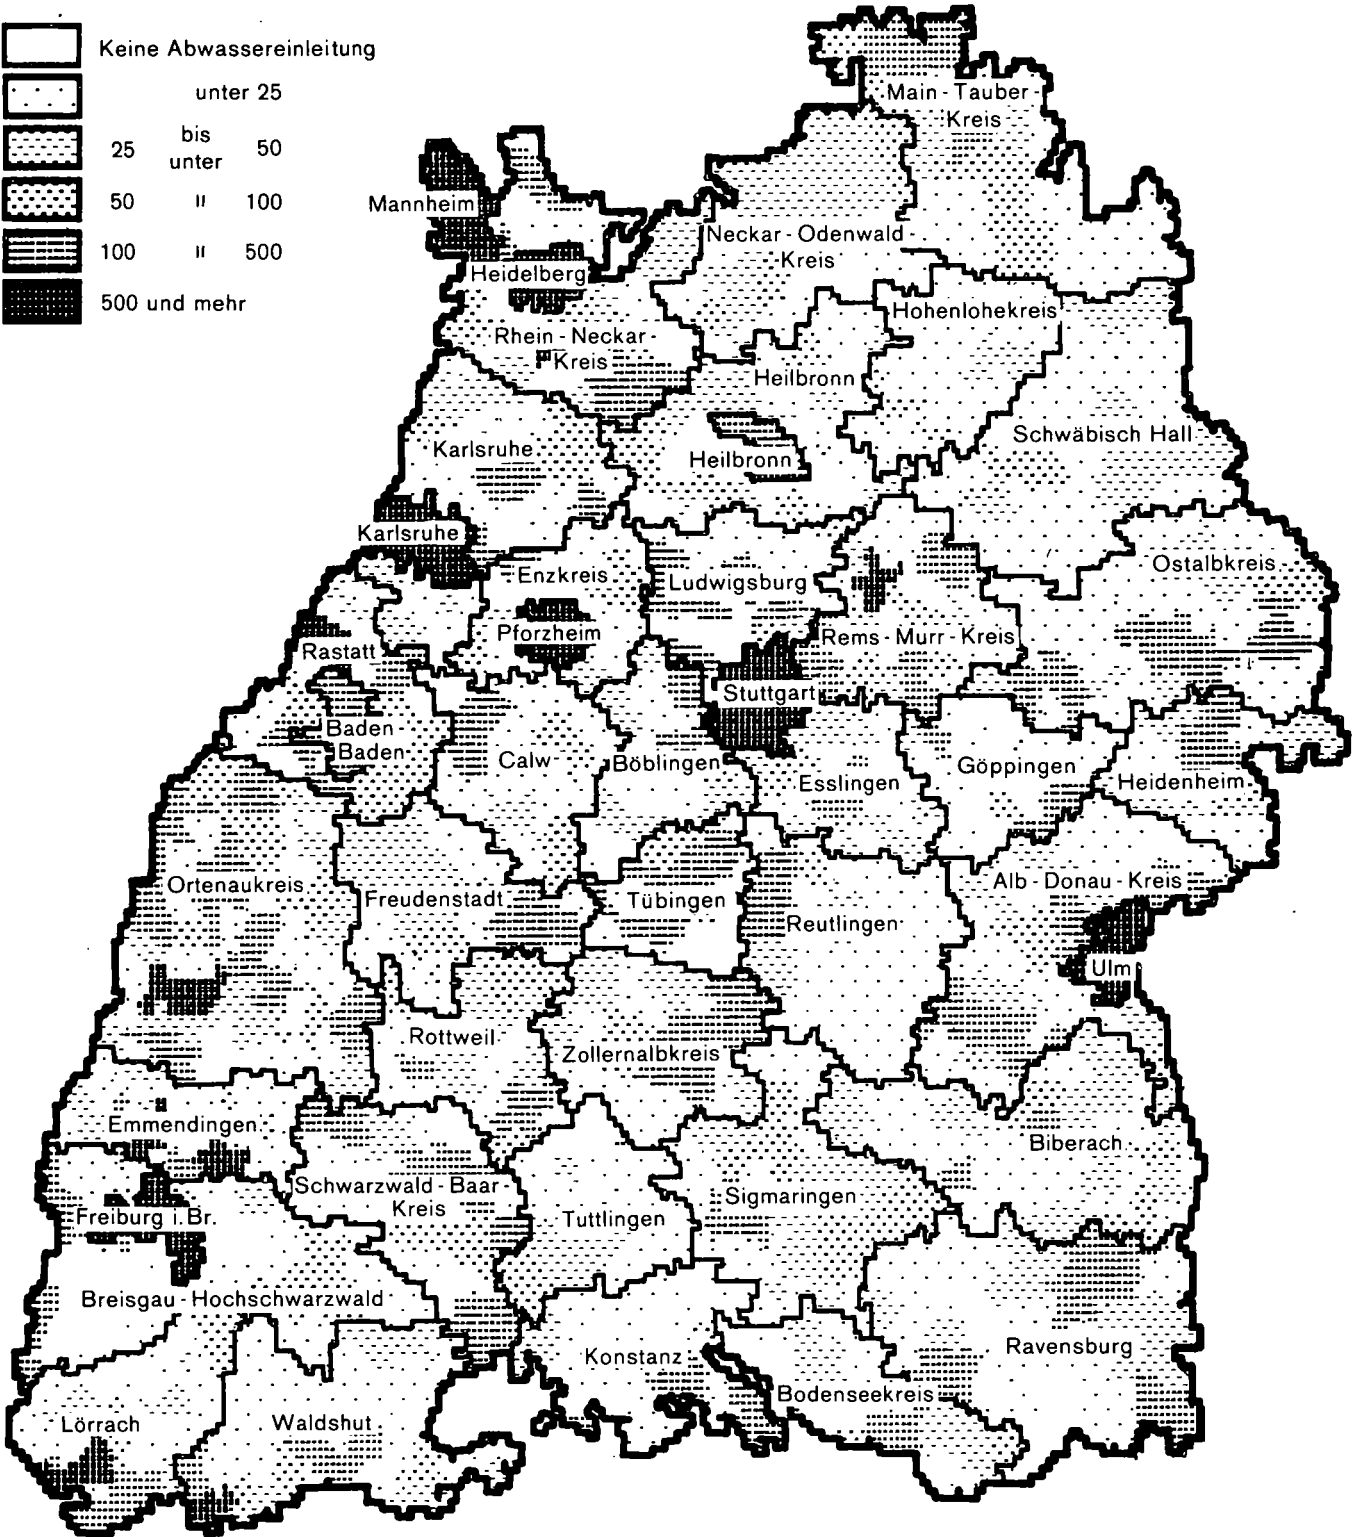 Keine Abwassereinleitung
unter 25
25 bis unter 50
50 " 100
100 " 500
500 und mehr
Main - Tauber - Kreis
Mannheim
Neckar - Odenwald - Kreis
Heidelberg
Hohenlohekreis
Rhein - Neckar - Kreis
Heilbronn
Schwäbisch Hall
Karlsruhe
Heilbronn
Karlsruhe
Ostalbkreis
Enzkreis
Ludwigsburg
Pforzheim
Rems - Murr - Kreis
Rastatt
Stuttgart
Baden
Baden
Calw
Böblingen
Göppingen
Esslingen
Heidenheim
Ortenaukreis
Freudenstadt
Tübingen
Reutlingen
Alb - Donau - Kreis
Ulm
Rottweil
Zollernalbkreis
Emmendingen
Biberach
Schwarzwald - Baar -
Kreis
Sigmaringen
Freiburg i. Br.
Tuttlingen
Breisgau - Hochschwarzwald
Konstanz
Ravensburg
Bodenseekreis
Lörrach
Waldshut